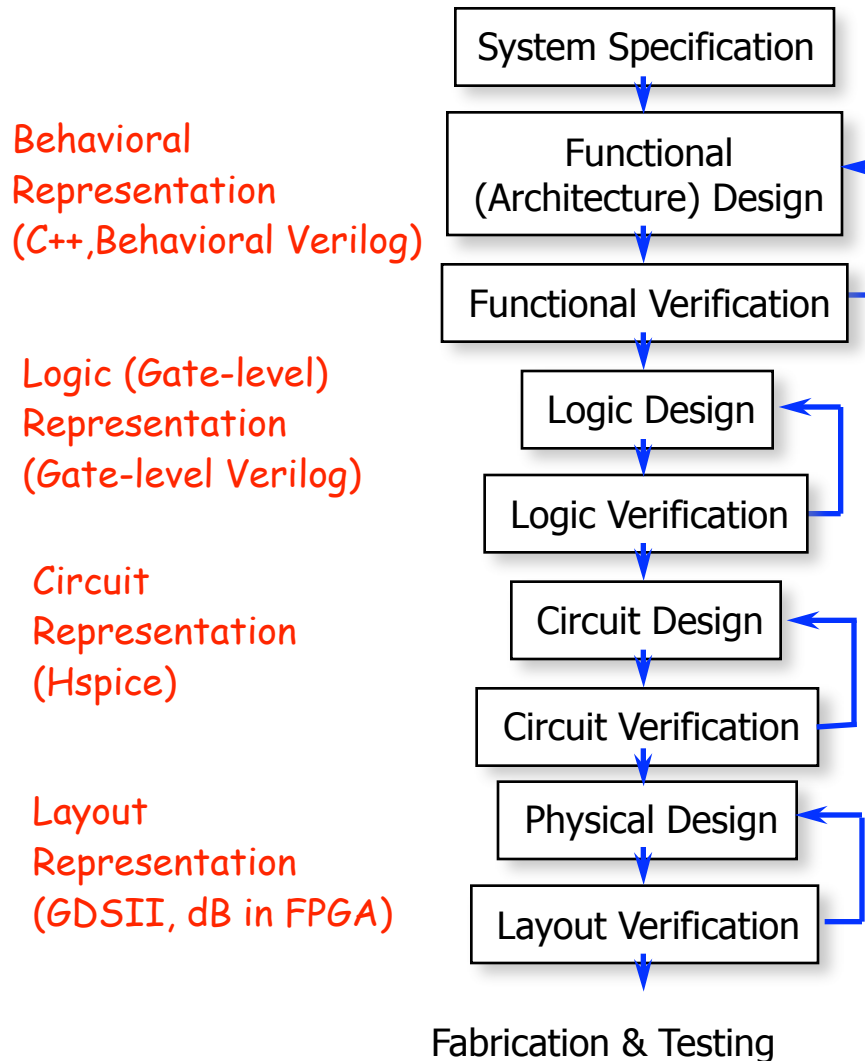 System Specification
Behavioral
Representation
(C++,Behavioral Verilog)
Functional
(Architecture) Design
Functional Verification
Logic (Gate-level)
Representation
(Gate-level Verilog)
Logic Design
Logic Verification
Circuit
Representation
(Hspice)
Circuit Design
Circuit Verification
Layout
Representation
(GDSII, dB in FPGA)
Physical Design
Layout Verification
Fabrication & Testing